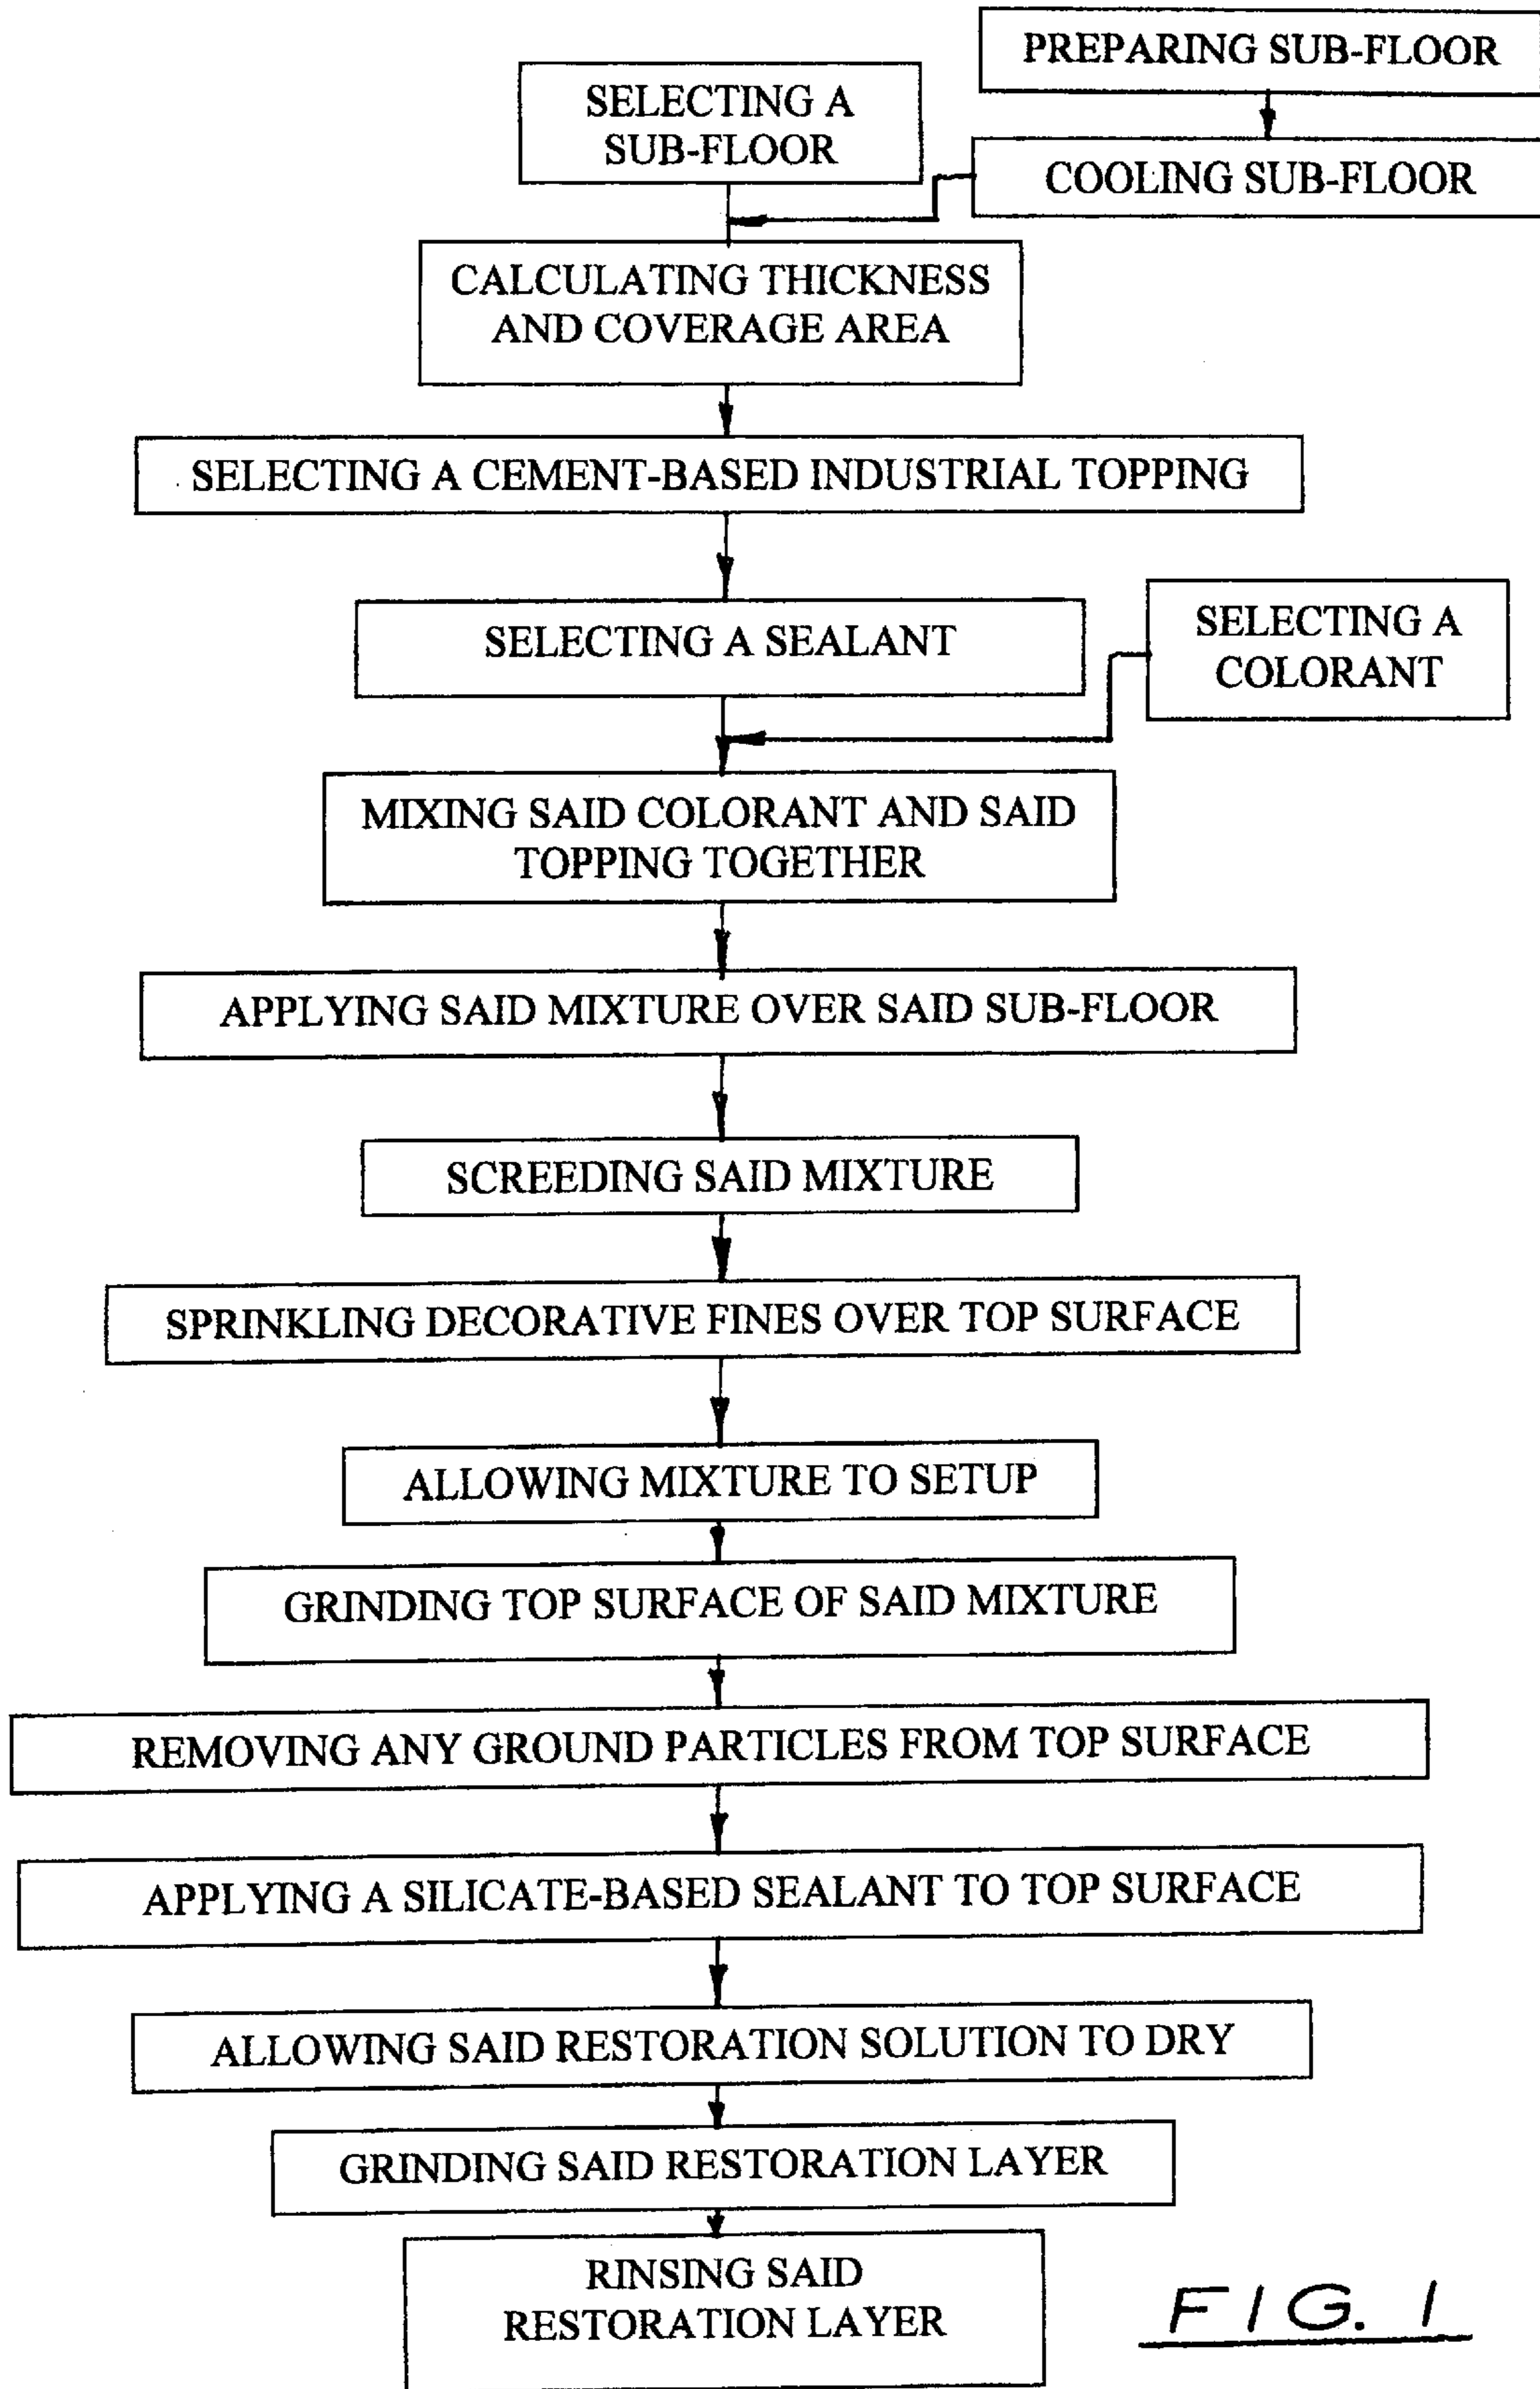 PREPARING SUB-FLOOR
SELECTING A
SUB-FLOOR
COOLING SUB-FLOOR
CALCULATING THICKNESS
AND COVERAGE AREA
SELECTING A CEMENT-BASED INDUSTRIAL TOPPING
SELECTING A SEALANT
SELECTING A
COLORANT
MIXING SAID COLORANT AND SAID
TOPPING TOGETHER
APPLYING SAID MIXTURE OVER SAID SUB-FLOOR
SCREEDING SAID MIXTURE
SPRINKLING DECORATIVE FINES OVER TOP SURFACE
ALLOWING MIXTURE TO SETUP
GRINDING TOP SURFACE OF SAID MIXTURE
REMOVING ANY GROUND PARTICLES FROM TOP SURFACE
APPLYING A SILICATE-BASED SEALANT TO TOP SURFACE
ALLOWING SAID RESTORATION SOLUTION TO DRY
GRINDING SAID RESTORATION LAYER
RINSING SAID
RESTORATION LAYER
FIG. 1